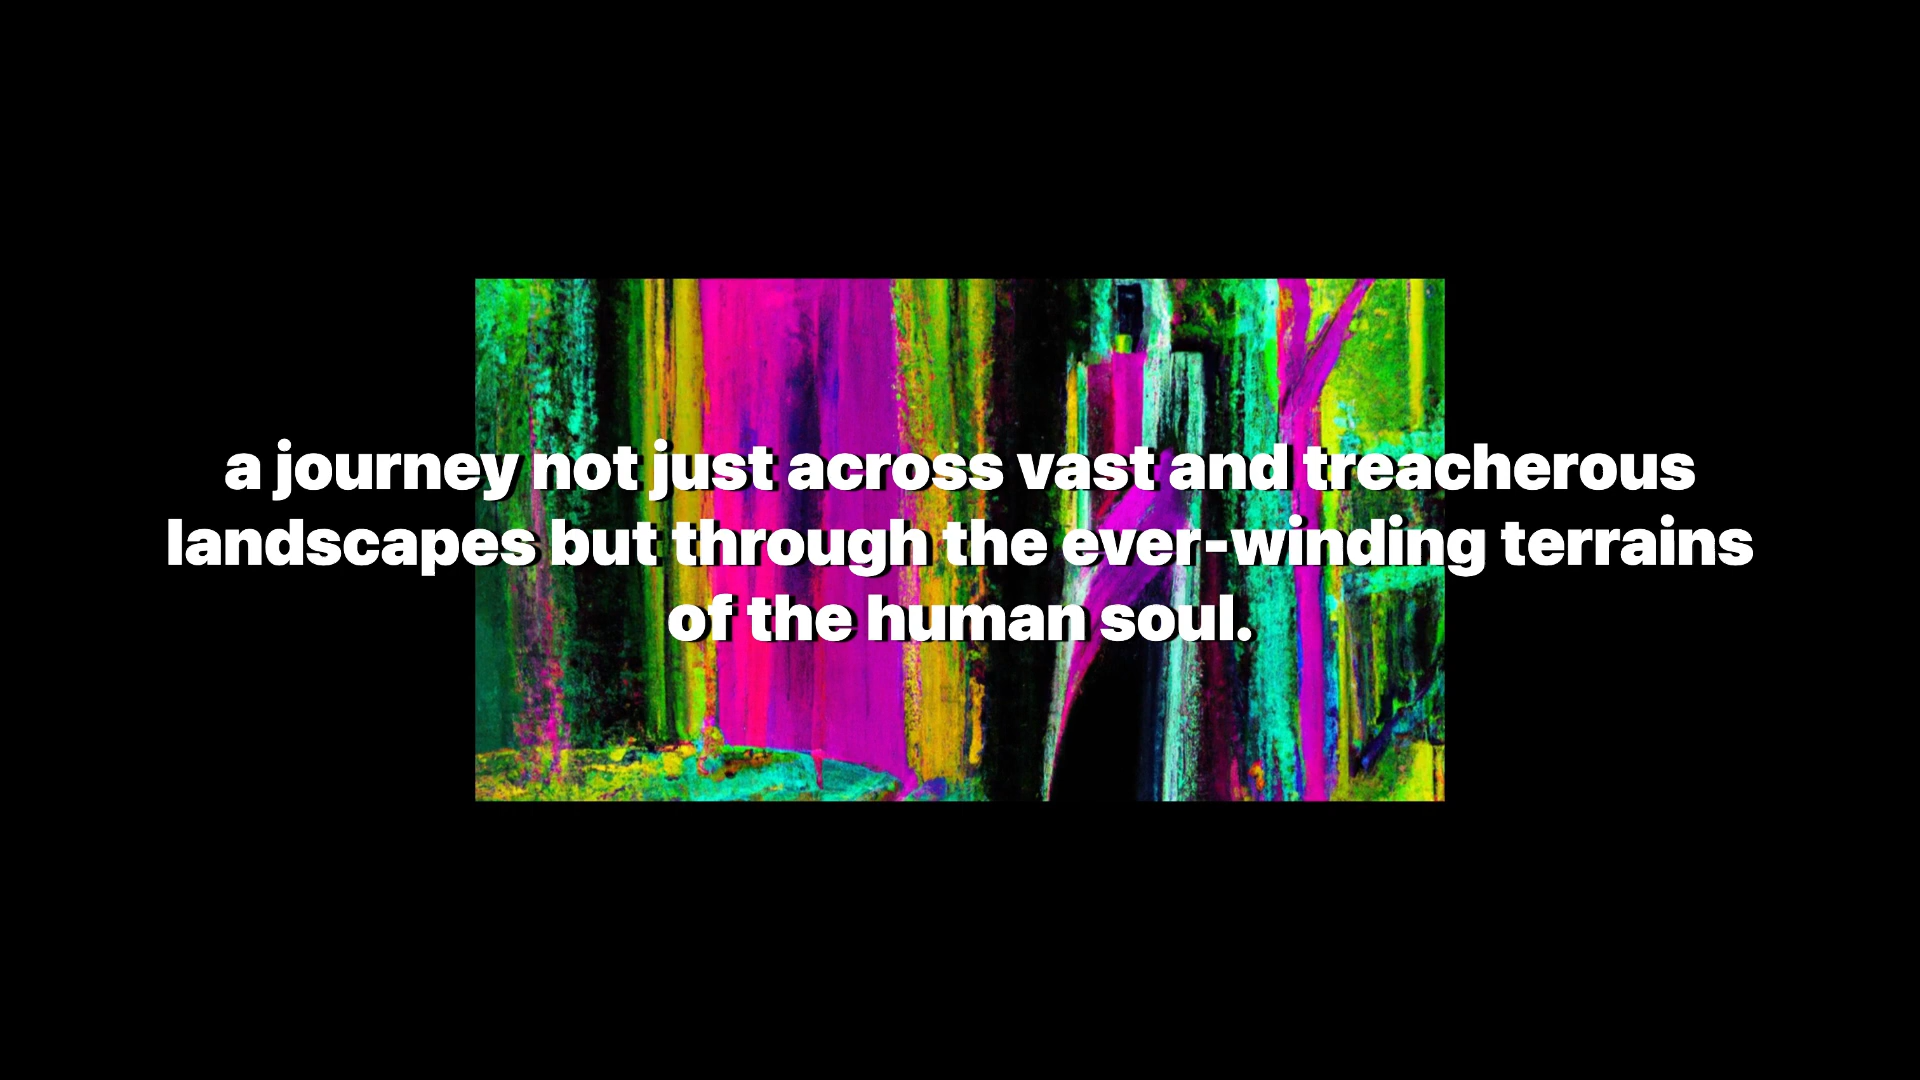 a journey not just across vast and treacherous
landscapes but through the ever-winding terrains
of the human soul.